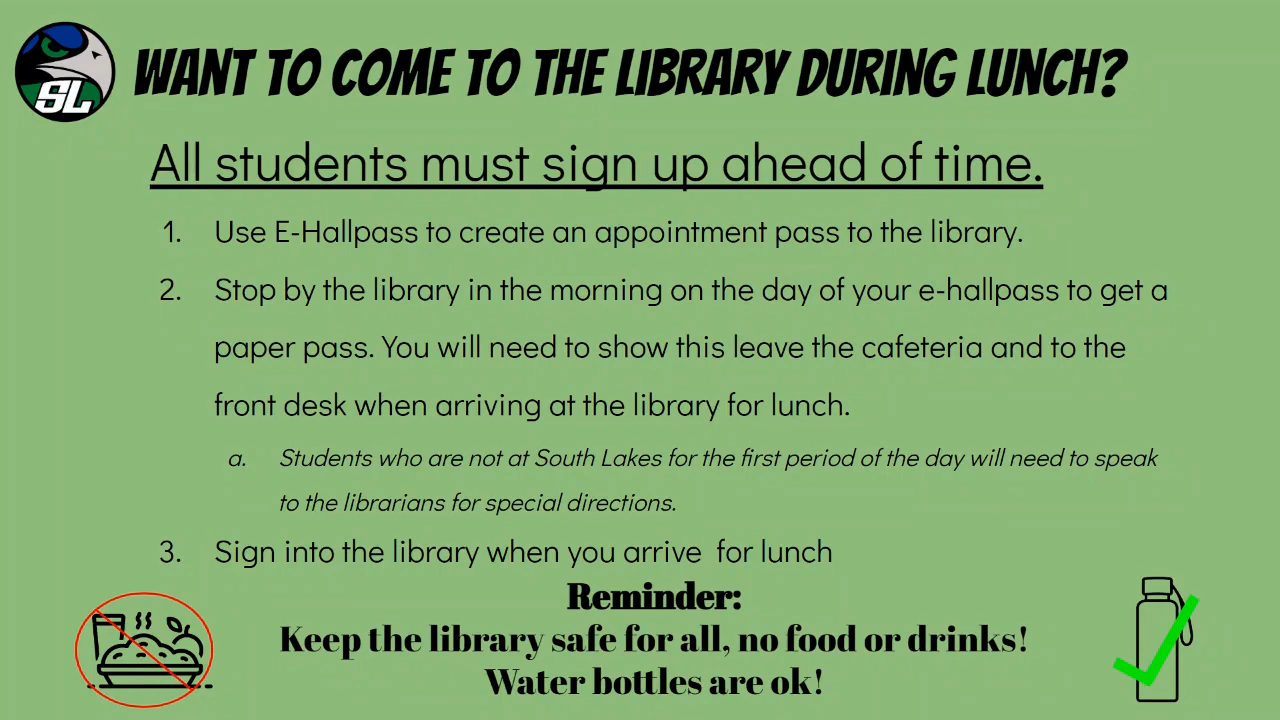 SL
WANT TO COME TO THE LIBRARY DURING LUNCH?
All students must sign up ahead of time.
1. Use E-Hallpass to create an appointment pass to the library.
2. Stop by the library in the morning on the day of your e-hallpass to get a
paper pass. You will need to show this leave the cafeteria and to the
front desk when arriving at the library for lunch.
a. Students who are not at South Lakes for the first period of the day will need to speak
to the librarians for special directions.
3. Sign into the library when you arrive  for lunch
Reminder:
Keep the library safe for all, no food or drinks!
Water bottles are ok!